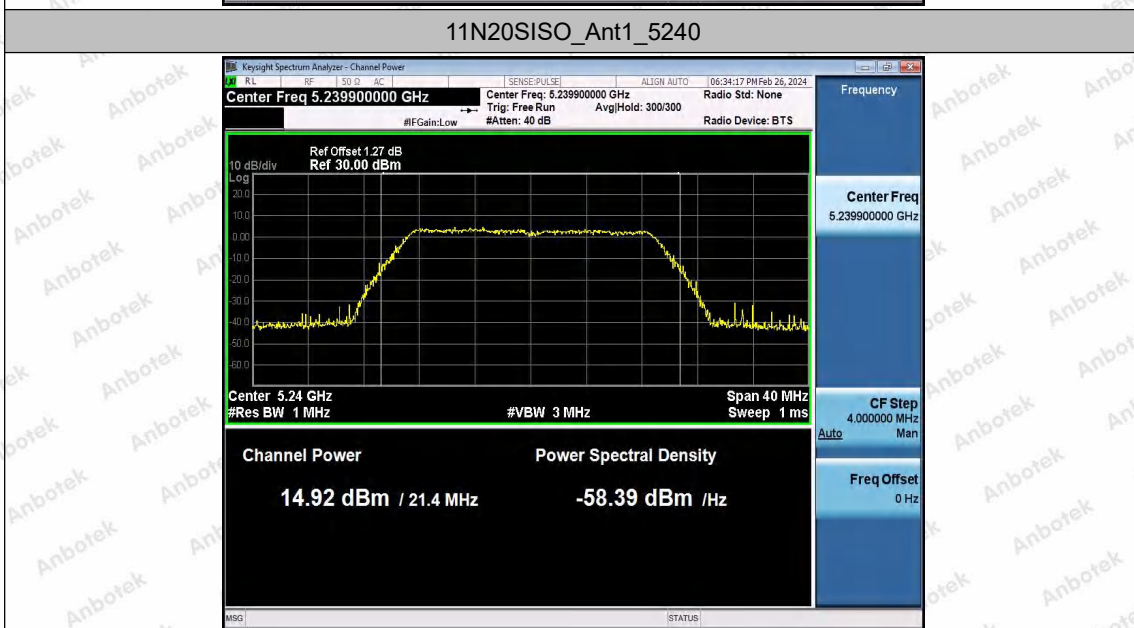 11N20SISO_Ant1_5240
Keysight Spectrum Analyzer - Channel Power
RL RF 50 Ω AC SENSE:PULSE ALIGN AUTO 06:34:17 PM Feb 26, 2024
Center Freq 5.239900000 GHz
Center Freq: 5.239900000 GHz Radio Std: None
Trig: Free Run Avg|Hold: 300/300
#IFGain:Low #Atten: 40 dB Radio Device: BTS
Frequency
Ref Offset 1.27 dB
10 dB/div Ref 30.00 dBm
Log
20.0
10.0
0.00
-10.0
-20.0
-30.0
-40.0
-50.0
-60.0
Center 5.24 GHz Span 40 MHz
#Res BW 1 MHz #VBW 3 MHz Sweep 1 ms
Channel Power Power Spectral Density
14.92 dBm / 21.4 MHz -58.39 dBm /Hz
Center Freq
5.239900000 GHz
CF Step
4.000000 MHz
Auto Man
Freq Offset
0 Hz
MSG STATUS
Anbotek